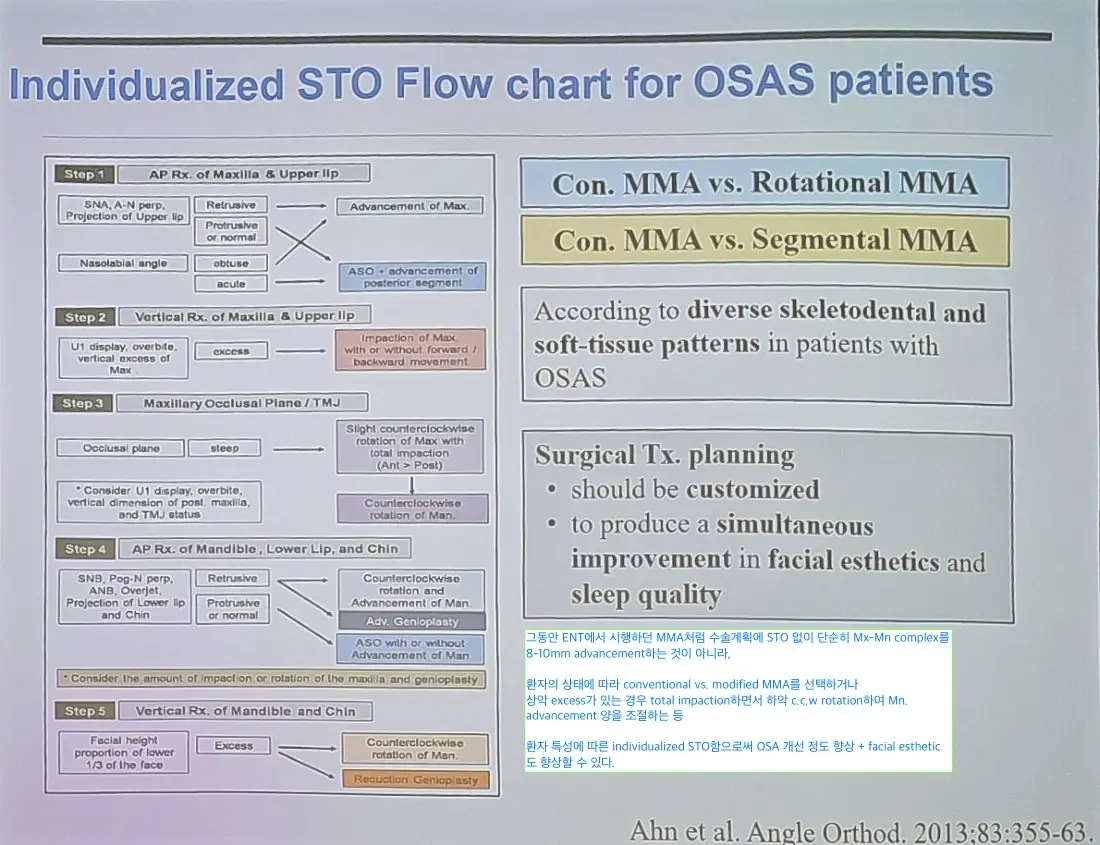 Individualized STO Flow chart for OSAS patients
Step 1
AP Rx. of Maxilla & Upper lip
SNA, A-N perp,
Projection of Upper lip
Retrusive
Protrusive
or normal
Advancement of Max.
Nasolabial angle
obtuse
acute
ASO + advancement of
posterior segment
Step 2
Vertical Rx. of Maxilla & Upper lip
U1 display, overbite,
vertical excess of
Max .
excess
Impaction of Max.
with or without forward /
backward movement
Step 3
Maxillary Occlusal Plane / TMJ
Occlusal plane
steep
Slight counterclockwise
rotation of Max with
total impaction
(Ant > Post)
* Consider U1 display, overbite,
vertical dimension of post. maxilla,
and TMJ status
Counterclockwise
rotation of Man.
Step 4
AP Rx. of Mandible, Lower Lip, and Chin
SNB, Pog-N perp,
ANB, Overjet,
Projection of Lower lip
and Chin
Retrusive
Protrusive
or normal
Counterclockwise
rotation and
Advancement of Man.
Adv. Genioplasty
ASO with or without
Advancement of Man
* Consider the amount of impaction or rotation of the maxilla and genioplasty
Step 5
Vertical Rx. of Mandible and Chin
Facial height
proportion of lower
1/3 of the face
Excess
Counterclockwise
rotation of Man.
Reduction Genioplasty
Con. MMA vs. Rotational MMA
Con. MMA vs. Segmental MMA
According to diverse skeletodental and
soft-tissue patterns in patients with
OSAS
Surgical Tx. planning
• should be customized
• to produce a simultaneous
improvement in facial esthetics and
sleep quality
그동안 ENT에서 시행하던 MMA처럼 수술계획에 STO 없이 단순히 Mx-Mn complex를
8-10mm advancement하는 것이 아니라,
환자의 상태에 따라 conventional vs. modified MMA를 선택하거나
상악 excess가 있는 경우 total impaction하면서 하악 c.c.w rotation하여 Mn.
advancement 양을 조절하는 등
환자 특성에 따른 individualized STO함으로써 OSA 개선 정도 향상 + facial esthetic
도 향상할 수 있다.
Ahn et al. Angle Orthod. 2013;83:355-63.